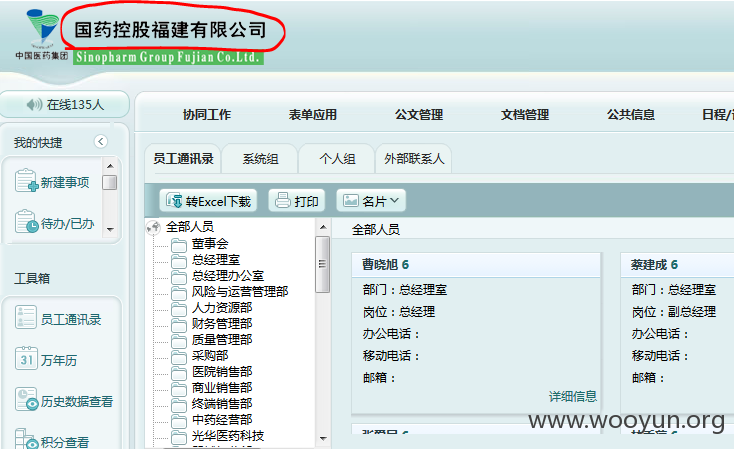 国药控股福建有限公司
中国医药集团 Sinopharm Group Fujian Co.Ltd.
在线135人
协同工作 表单应用 公文管理 文档管理 公共信息 日程/
我的快捷
员工通讯录 系统组 个人组 外部联系人
新建事项
转Excel下载 打印 名片
待办/已办
全部人员
全部人员
董事会
总经理室
总经理办公室
风险与运营管理部
人力资源部
财务管理部
质量管理部
采购部
医院销售部
商业销售部
终端销售部
中药经营部
光华医药科技
曹晓旭 6
部门：总经理室
岗位：总经理
办公电话：
移动电话：
邮箱：
详细信息
蔡建成 6
部门：总经理室
岗位：副总经理
办公电话：
移动电话：
邮箱：
工具箱
员工通讯录
31 万年历
历史数据查看
积分查看
www.wooyun.org